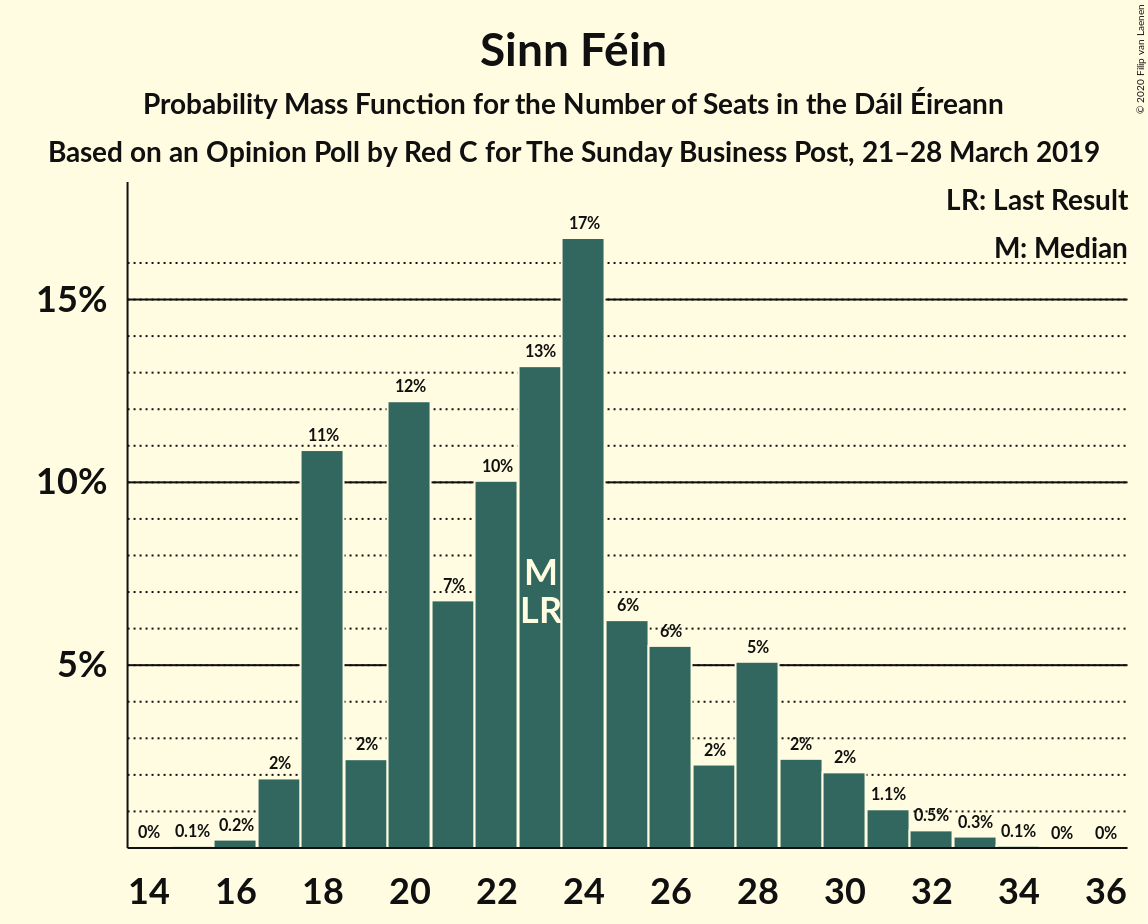 Sinn Féin
Probability Mass Function for the Number of Seats in the Dáil Éireann
Based on an Opinion Poll by Red C for The Sunday Business Post, 21–28 March 2019
© 2020 Filip van Laenen
LR: Last Result
M: Median
15%
10%
5%
0%
0.1%
0.2%
2%
11%
2%
12%
7%
10%
13%
17%
6%
6%
2%
5%
2%
2%
1.1%
0.5%
0.3%
0.1%
0%
0%
M
LR
14 16 18 20 22 24 26 28 30 32 34 36